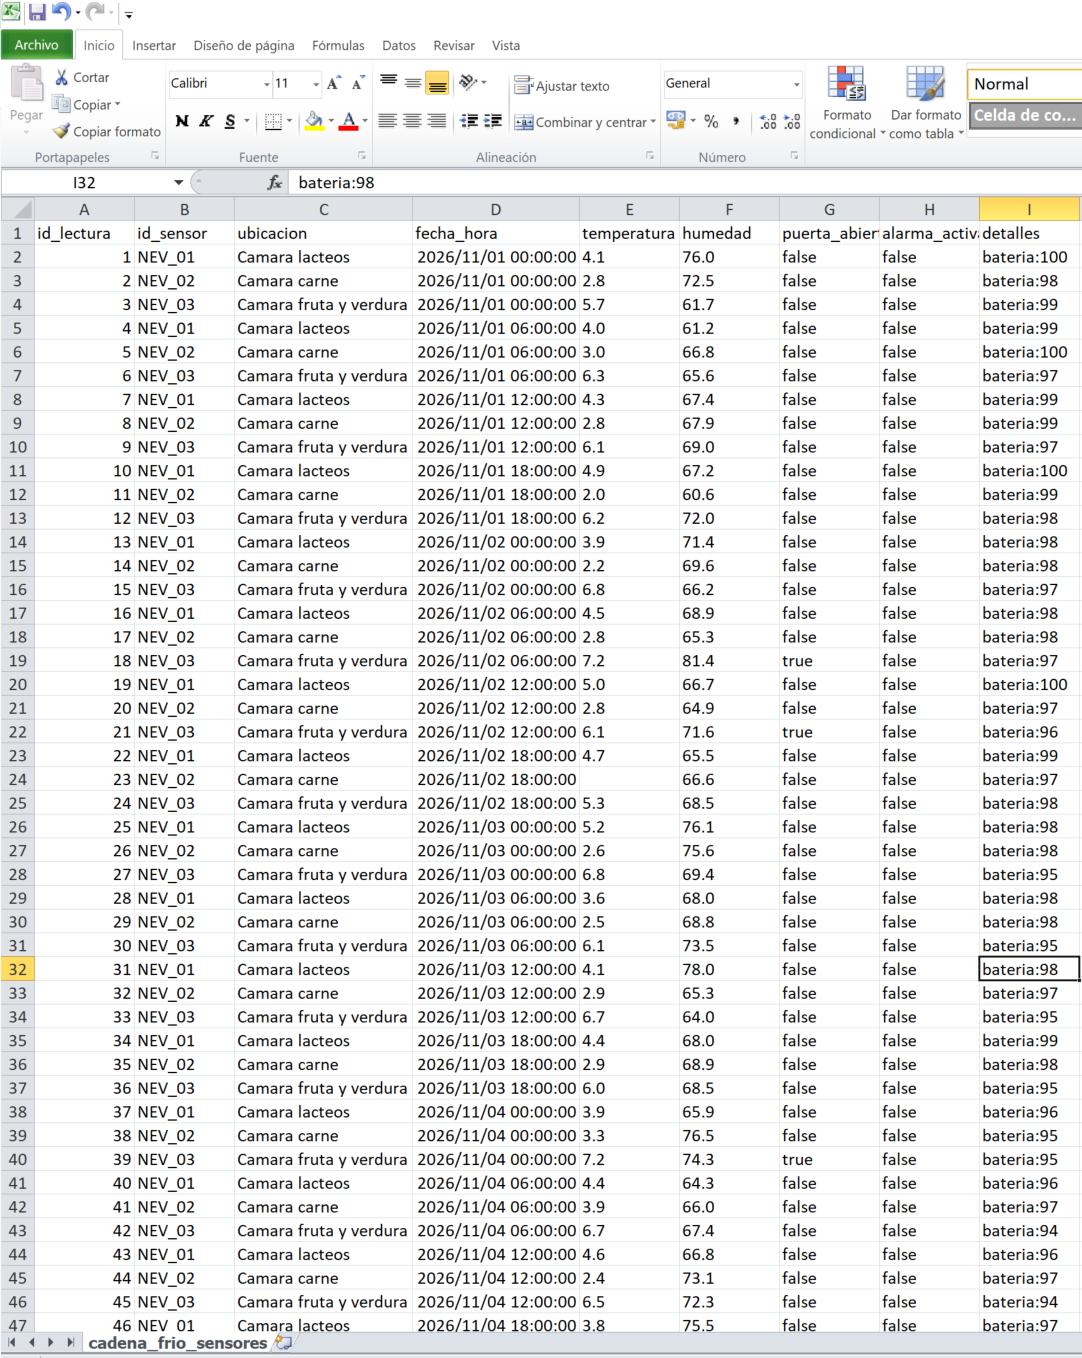 Archivo Inicio Insertar Diseño de página Fórmulas Datos Revisar Vista
Pegar Cortar Copiar Copiar formato Calibri 11 N K S Ajustar texto Combinar y centrar General % Formato condicional Dar formato como tabla Normal Celda de co...
Portapapeles Fuente Alineación Número
I32 fx bateria:98
A B C D E F G H I
1 id_lectura id_sensor ubicacion fecha_hora temperatura humedad puerta_abiert alarma_activa detalles
2 1 NEV_01 Camara lacteos 2026/11/01 00:00:00 4.1 76.0 false false bateria:100
3 2 NEV_02 Camara carne 2026/11/01 00:00:00 2.8 72.5 false false bateria:98
4 3 NEV_03 Camara fruta y verdura 2026/11/01 00:00:00 5.7 61.7 false false bateria:99
5 4 NEV_01 Camara lacteos 2026/11/01 06:00:00 4.0 61.2 false false bateria:99
6 5 NEV_02 Camara carne 2026/11/01 06:00:00 3.0 66.8 false false bateria:100
7 6 NEV_03 Camara fruta y verdura 2026/11/01 06:00:00 6.3 65.6 false false bateria:97
8 7 NEV_01 Camara lacteos 2026/11/01 12:00:00 4.3 67.4 false false bateria:99
9 8 NEV_02 Camara carne 2026/11/01 12:00:00 2.8 67.9 false false bateria:99
10 9 NEV_03 Camara fruta y verdura 2026/11/01 12:00:00 6.1 69.0 false false bateria:97
11 10 NEV_01 Camara lacteos 2026/11/01 18:00:00 4.9 67.2 false false bateria:100
12 11 NEV_02 Camara carne 2026/11/01 18:00:00 2.0 60.6 false false bateria:99
13 12 NEV_03 Camara fruta y verdura 2026/11/01 18:00:00 6.2 72.0 false false bateria:98
14 13 NEV_01 Camara lacteos 2026/11/02 00:00:00 3.9 71.4 false false bateria:98
15 14 NEV_02 Camara carne 2026/11/02 00:00:00 2.2 69.6 false false bateria:98
16 15 NEV_03 Camara fruta y verdura 2026/11/02 00:00:00 6.8 66.2 false false bateria:97
17 16 NEV_01 Camara lacteos 2026/11/02 06:00:00 4.5 68.9 false false bateria:98
18 17 NEV_02 Camara carne 2026/11/02 06:00:00 2.8 65.3 false false bateria:98
19 18 NEV_03 Camara fruta y verdura 2026/11/02 06:00:00 7.2 81.4 true false bateria:97
20 19 NEV_01 Camara lacteos 2026/11/02 12:00:00 5.0 66.7 false false bateria:100
21 20 NEV_02 Camara carne 2026/11/02 12:00:00 2.8 64.9 false false bateria:97
22 21 NEV_03 Camara fruta y verdura 2026/11/02 12:00:00 6.1 71.6 true false bateria:96
23 22 NEV_01 Camara lacteos 2026/11/02 18:00:00 4.7 65.5 false false bateria:99
24 23 NEV_02 Camara carne 2026/11/02 18:00:00 66.6 false false bateria:97
25 24 NEV_03 Camara fruta y verdura 2026/11/02 18:00:00 5.3 68.5 false false bateria:98
26 25 NEV_01 Camara lacteos 2026/11/03 00:00:00 5.2 76.1 false false bateria:98
27 26 NEV_02 Camara carne 2026/11/03 00:00:00 2.6 75.6 false false bateria:98
28 27 NEV_03 Camara fruta y verdura 2026/11/03 00:00:00 6.8 69.4 false false bateria:95
29 28 NEV_01 Camara lacteos 2026/11/03 06:00:00 3.6 68.0 false false bateria:98
30 29 NEV_02 Camara carne 2026/11/03 06:00:00 2.5 68.8 false false bateria:98
31 30 NEV_03 Camara fruta y verdura 2026/11/03 06:00:00 6.1 73.5 false false bateria:95
32 31 NEV_01 Camara lacteos 2026/11/03 12:00:00 4.1 78.0 false false bateria:98
33 32 NEV_02 Camara carne 2026/11/03 12:00:00 2.9 65.3 false false bateria:97
34 33 NEV_03 Camara fruta y verdura 2026/11/03 12:00:00 6.7 64.0 false false bateria:95
35 34 NEV_01 Camara lacteos 2026/11/03 18:00:00 4.4 68.0 false false bateria:99
36 35 NEV_02 Camara carne 2026/11/03 18:00:00 2.9 68.9 false false bateria:98
37 36 NEV_03 Camara fruta y verdura 2026/11/03 18:00:00 6.0 68.5 false false bateria:95
38 37 NEV_01 Camara lacteos 2026/11/04 00:00:00 3.9 65.9 false false bateria:96
39 38 NEV_02 Camara carne 2026/11/04 00:00:00 3.3 76.5 false false bateria:95
40 39 NEV_03 Camara fruta y verdura 2026/11/04 00:00:00 7.2 74.3 true false bateria:95
41 40 NEV_01 Camara lacteos 2026/11/04 06:00:00 4.4 64.3 false false bateria:96
42 41 NEV_02 Camara carne 2026/11/04 06:00:00 3.9 66.0 false false bateria:97
43 42 NEV_03 Camara fruta y verdura 2026/11/04 06:00:00 6.7 67.4 false false bateria:94
44 43 NEV_01 Camara lacteos 2026/11/04 12:00:00 4.6 66.8 false false bateria:96
45 44 NEV_02 Camara carne 2026/11/04 12:00:00 2.4 73.1 false false bateria:97
46 45 NEV_03 Camara fruta y verdura 2026/11/04 12:00:00 6.5 72.3 false false bateria:94
47 46 NEV_01 Camara lacteos 2026/11/04 18:00:00 3.8 75.5 false false bateria:97
cadena_frio_sensores